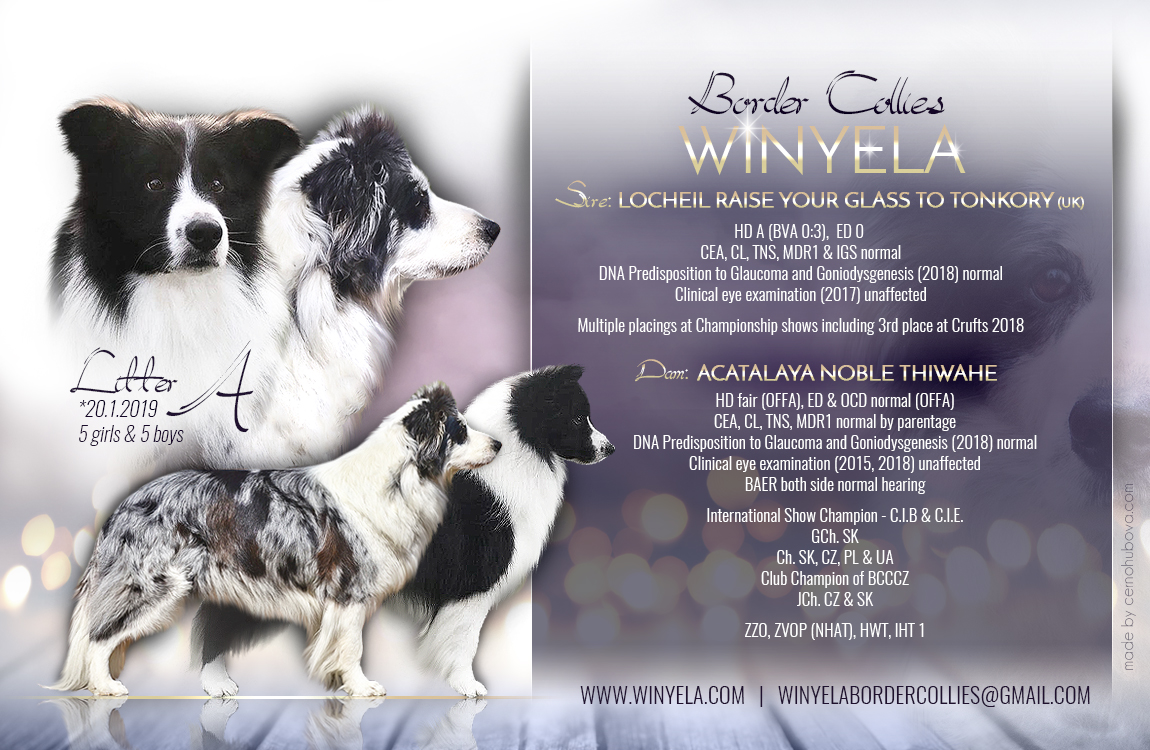 Border Collies
WINYELA
Sire: LOCHEIL RAISE YOUR GLASS TO TONKORY (UK)
HD A (BVA 0:3), ED 0
CEA, CL, TNS, MDR1 & IGS normal
DNA Predisposition to Glaucoma and Goniodysgenesis (2018) normal
Clinical eye examination (2017) unaffected
Multiple placings at Championship shows including 3rd place at Crufts 2018
Dam: ACATALAYA NOBLE THIWAHE
HD fair (OFFA), ED & OCD normal (OFFA)
CEA, CL, TNS, MDR1 normal by parentage
DNA Predisposition to Glaucoma and Goniodysgenesis (2018) normal
Clinical eye examination (2015, 2018) unaffected
BAER both side normal hearing
International Show Champion - C.I.B & C.I.E.
GCh. SK
Ch. SK, CZ, PL & UA
Club Champion of BCCCZ
JCh. CZ & SK
ZZO, ZVOP (NHAT), HWT, IHT 1
WWW.WINYELA.COM | WINYELABORDERCOLLIES@GMAIL.COM
Litter A
*20.1.2019
5 girls & 5 boys
made by cernohubova.com